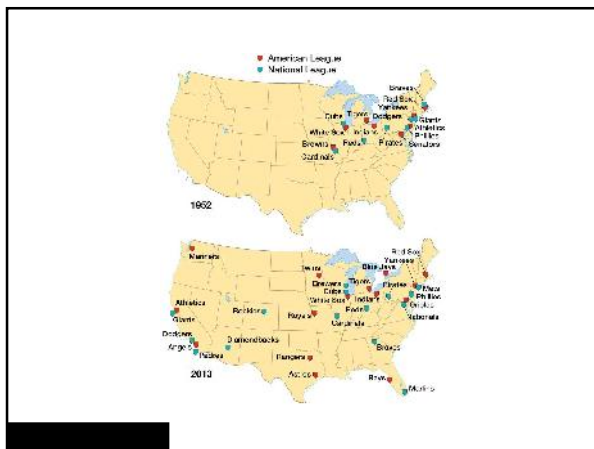 American League
National League
Braves
Red Sox
Yankees
Tigers
Dodgers
Cubs
Giants
Athletics
White Sox
Indians
Phillies
Browns
Reds
Pirates
Senators
Cardinals
1952
Red Sox
Yankees
Mariners
Blue Jays
Twins
Tigers
Brewers
Pirates
Mets
Cubs
Phillies
Athletics
White Sox
Indians
Orioles
Giants
Rockies
Royals
Reds
Nationals
Cardinals
Dodgers
Diamondbacks
Braves
Angels
Padres
Rangers
2013
Astros
Rays
Marlins